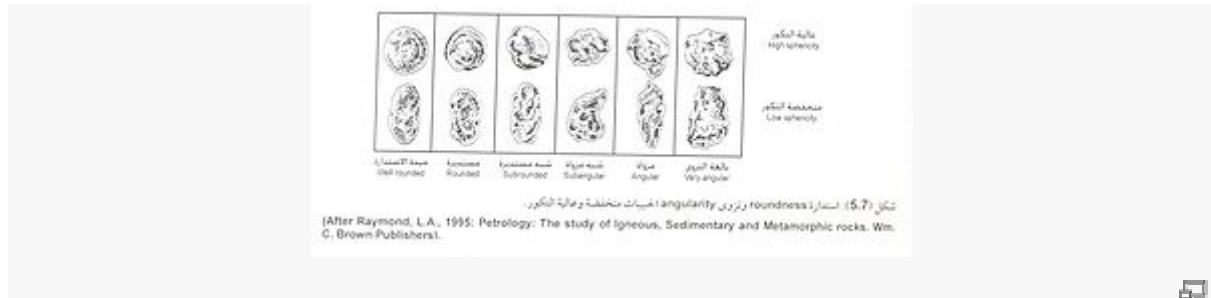 عالية التكور
High sphericity
منخفضة التكور
Low sphericity
جيدة الاستدارة
Well rounded
مستديرة
Rounded
شبه مستديرة
Subrounded
شبه مزواة
Subangular
مزواة
Angular
بالغة التزوي
Very angular
شكل (5.7): استدارة roundness وتزوي angularity الحبيبات منخفضة وعالية التكور.
(After Raymond, L.A., 1995: Petrology: The study of Igneous, Sedimentary and Metamorphic rocks. Wm.
C. Brown Publishers).